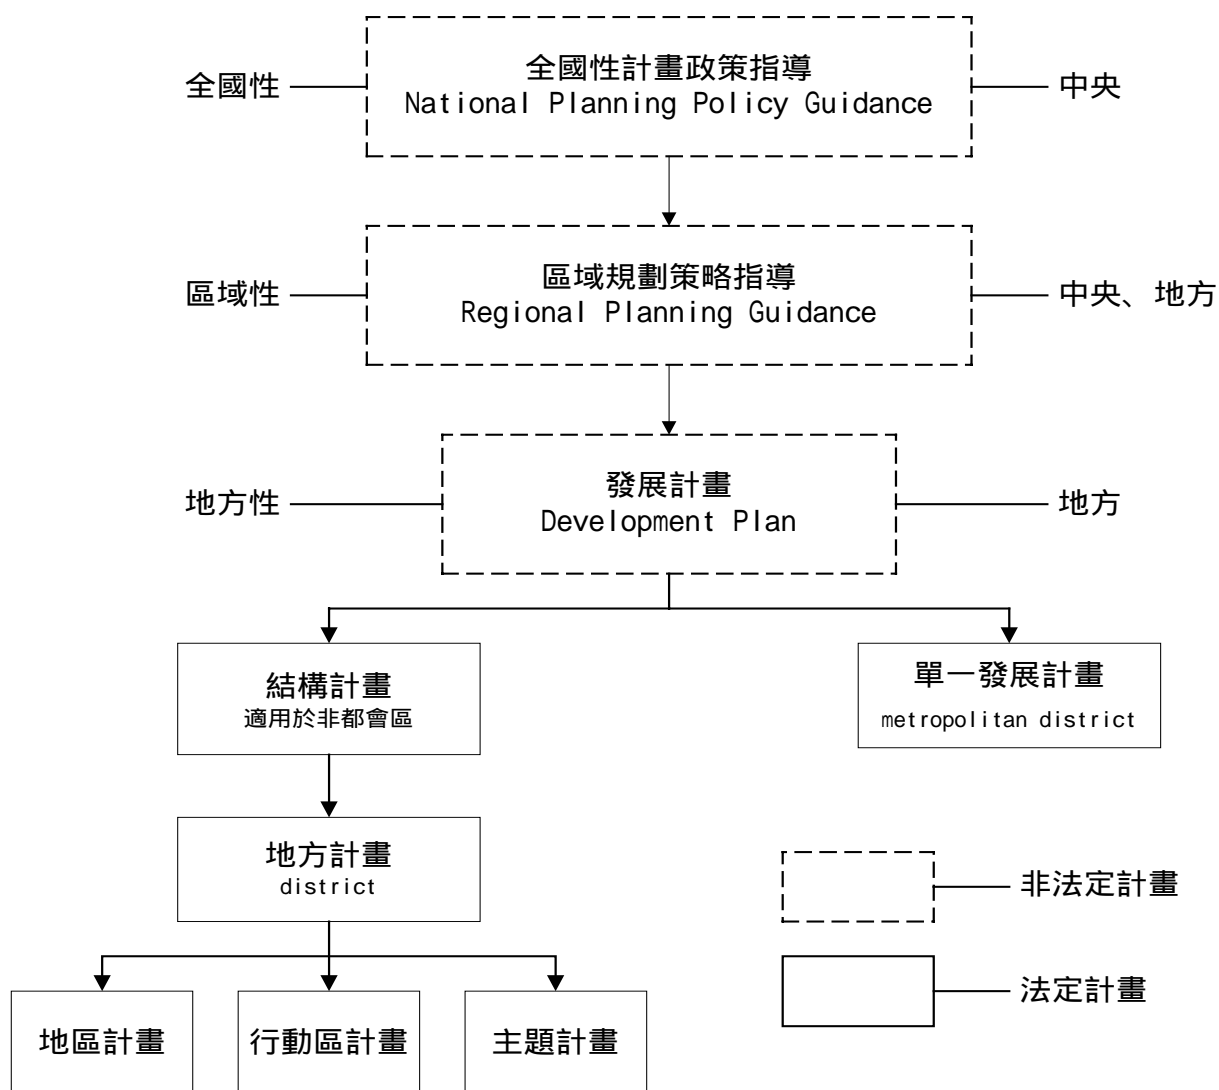 全國性計畫政策指導
全國性
National Planning Policy Guidance
中央
區域規劃策略指導
區域性
Regional Planning Guidance
中央、地方
發展計畫
地方性
Development Plan
地方
結構計畫
適用於非都會區
單一發展計畫
metropolitan district
地方計畫
district
非法定計畫
法定計畫
地區計畫
行動區計畫
主題計畫